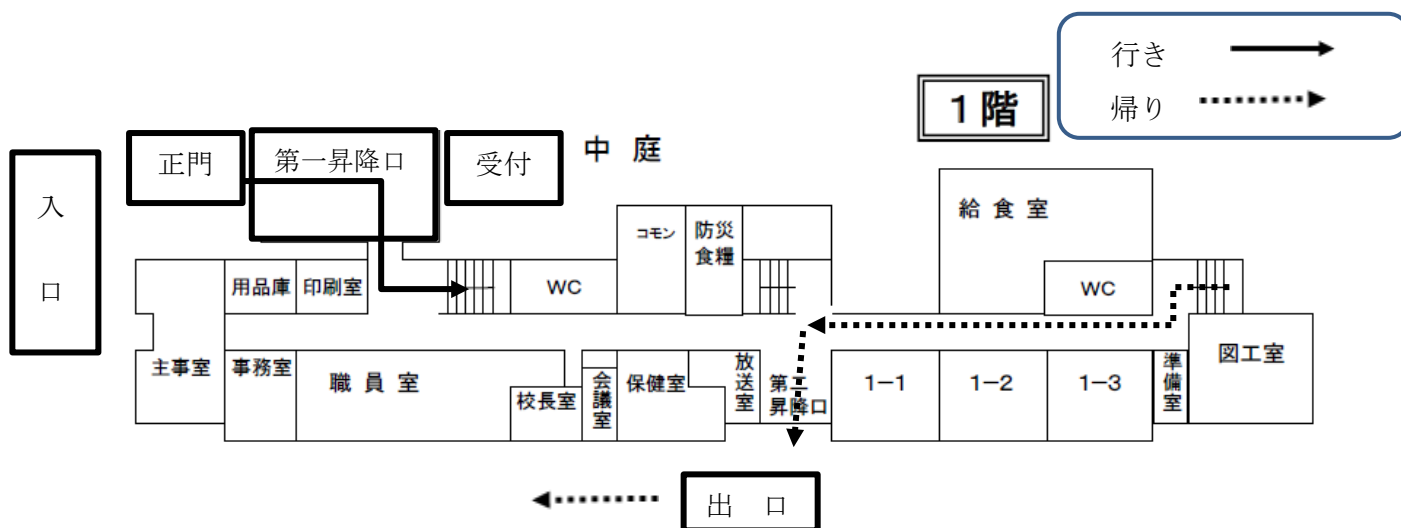 行き
帰り
1階
正門
第一昇降口
受付
中庭
入
口
給食室
コモン
防災
食糧
用品庫
印刷室
WC
WC
主事室
事務室
職員室
校長室
会議室
保健室
放送室
第二
昇降口
1-1
1-2
1-3
準備室
図工室
出口